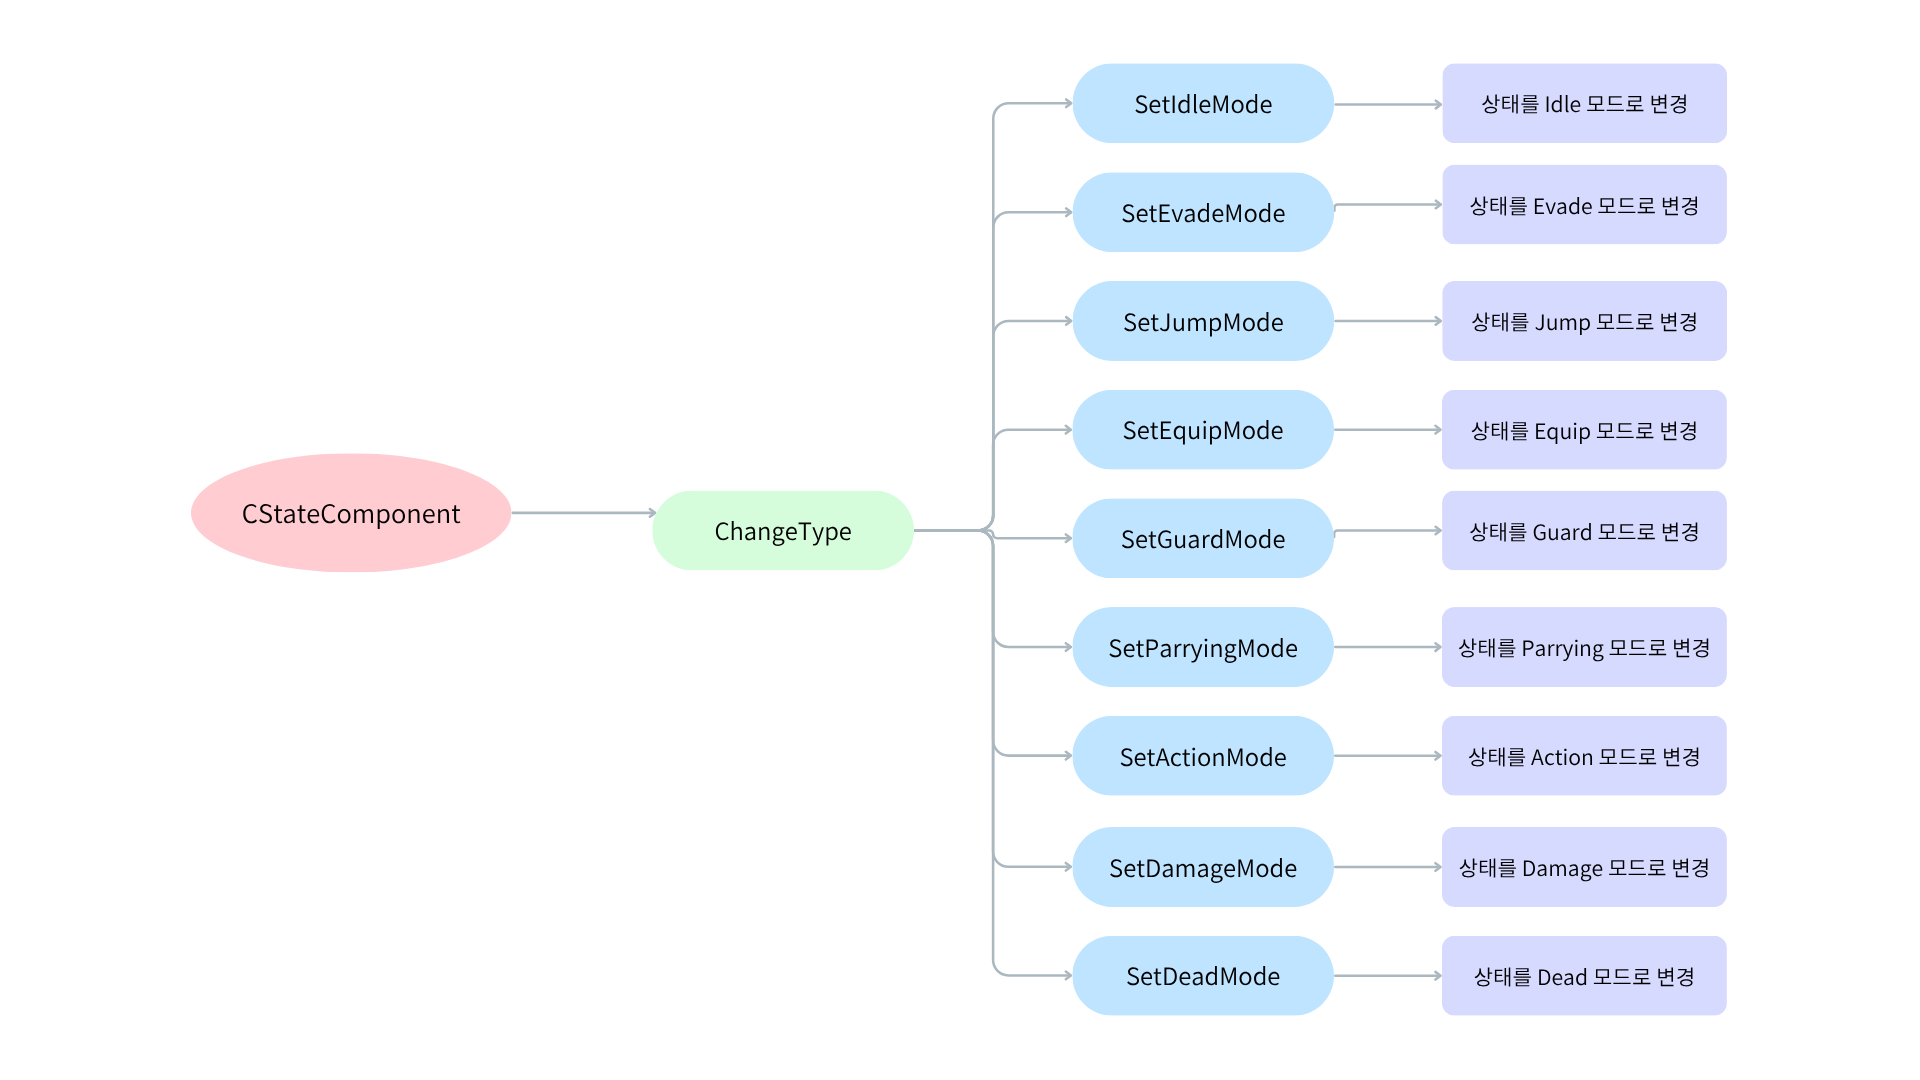 CStateComponent
ChangeType
SetIdleMode
상태를 Idle 모드로 변경
SetEvadeMode
상태를 Evade 모드로 변경
SetJumpMode
상태를 Jump 모드로 변경
SetEquipMode
상태를 Equip 모드로 변경
SetGuardMode
상태를 Guard 모드로 변경
SetParryingMode
상태를 Parrying 모드로 변경
SetActionMode
상태를 Action 모드로 변경
SetDamageMode
상태를 Damage 모드로 변경
SetDeadMode
상태를 Dead 모드로 변경